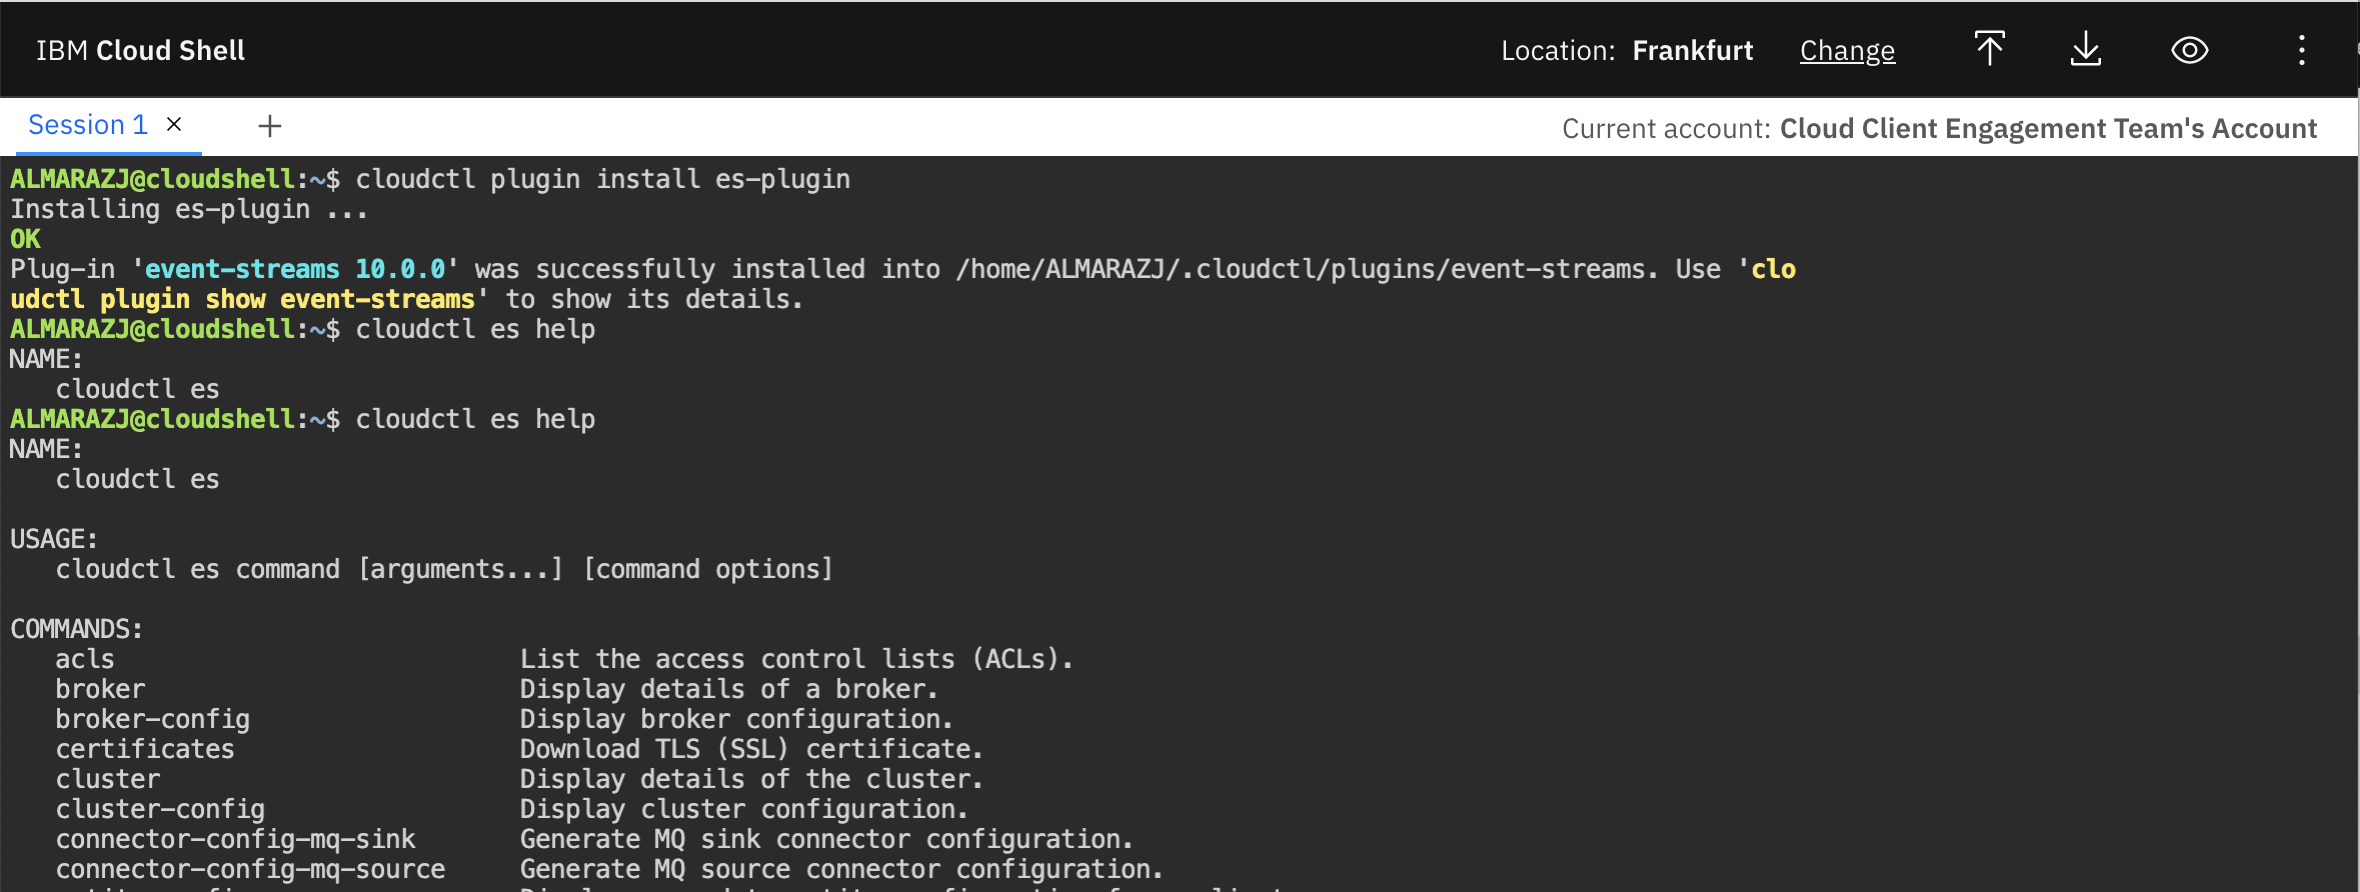 IBM Cloud Shell
Location: Frankfurt Change
Session 1 × +
Current account: Cloud Client Engagement Team's Account
ALMARAZJ@cloudshell:~$ cloudctl plugin install es-plugin
Installing es-plugin ...
OK
Plug-in 'event-streams 10.0.0' was successfully installed into /home/ALMARAZJ/.cloudctl/plugins/event-streams. Use 'clo
udctl plugin show event-streams' to show its details.
ALMARAZJ@cloudshell:~$ cloudctl es help
NAME:
   cloudctl es
ALMARAZJ@cloudshell:~$ cloudctl es help
NAME:
   cloudctl es
USAGE:
   cloudctl es command [arguments...] [command options]
COMMANDS:
   acls                       List the access control lists (ACLs).
   broker                     Display details of a broker.
   broker-config              Display broker configuration.
   certificates               Download TLS (SSL) certificate.
   cluster                    Display details of the cluster.
   cluster-config             Display cluster configuration.
   connector-config-mq-sink   Generate MQ sink connector configuration.
   connector-config-mq-source Generate MQ source connector configuration.